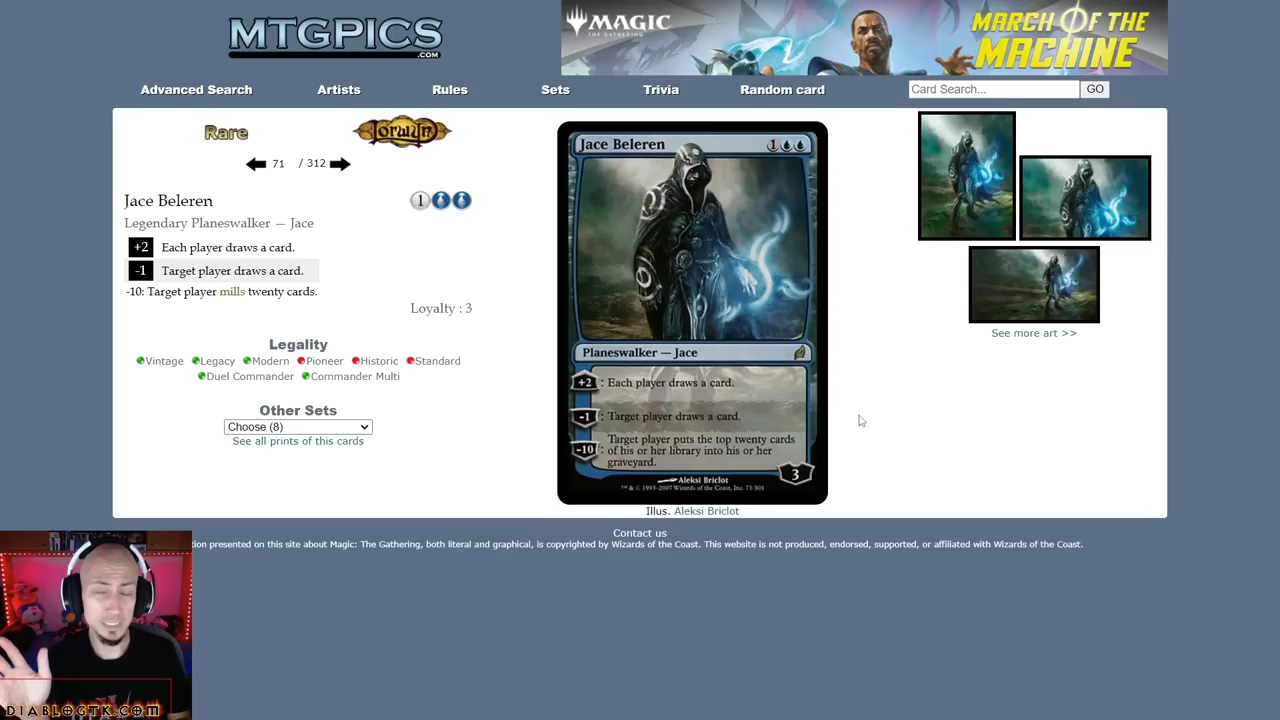 MTGPICS
.COM
MAGIC
THE GATHERING
MARCH OF THE
MACHINE
Advanced Search
Artists
Rules
Sets
Trivia
Random card
Card Search...
GO
Rare
Lorwyn
71 / 312
Jace Beleren
1
Legendary Planeswalker — Jace
+2 Each player draws a card.
-1 Target player draws a card.
-10: Target player mills twenty cards.
Loyalty : 3
Legality
Vintage Legacy Modern Pioneer Historic Standard
Duel Commander Commander Multi
Other Sets
Choose (8)
See all prints of this cards
Jace Beleren
1
Planeswalker — Jace
+2 : Each player draws a card.
-1 : Target player draws a card.
-10 : Target player puts the top twenty cards
of his or her library into his or her
graveyard.
3
Aleksi Briclot
™ & © 1993–2007 Wizards of the Coast, Inc. 71/301
Illus. Aleksi Briclot
See more art >>
Contact us
tion presented on this site about Magic: The Gathering, both literal and graphical, is copyrighted by Wizards of the Coast. This website is not produced, endorsed, supported, or affiliated with Wizards of the Coast.
DIABLOGTK.COM